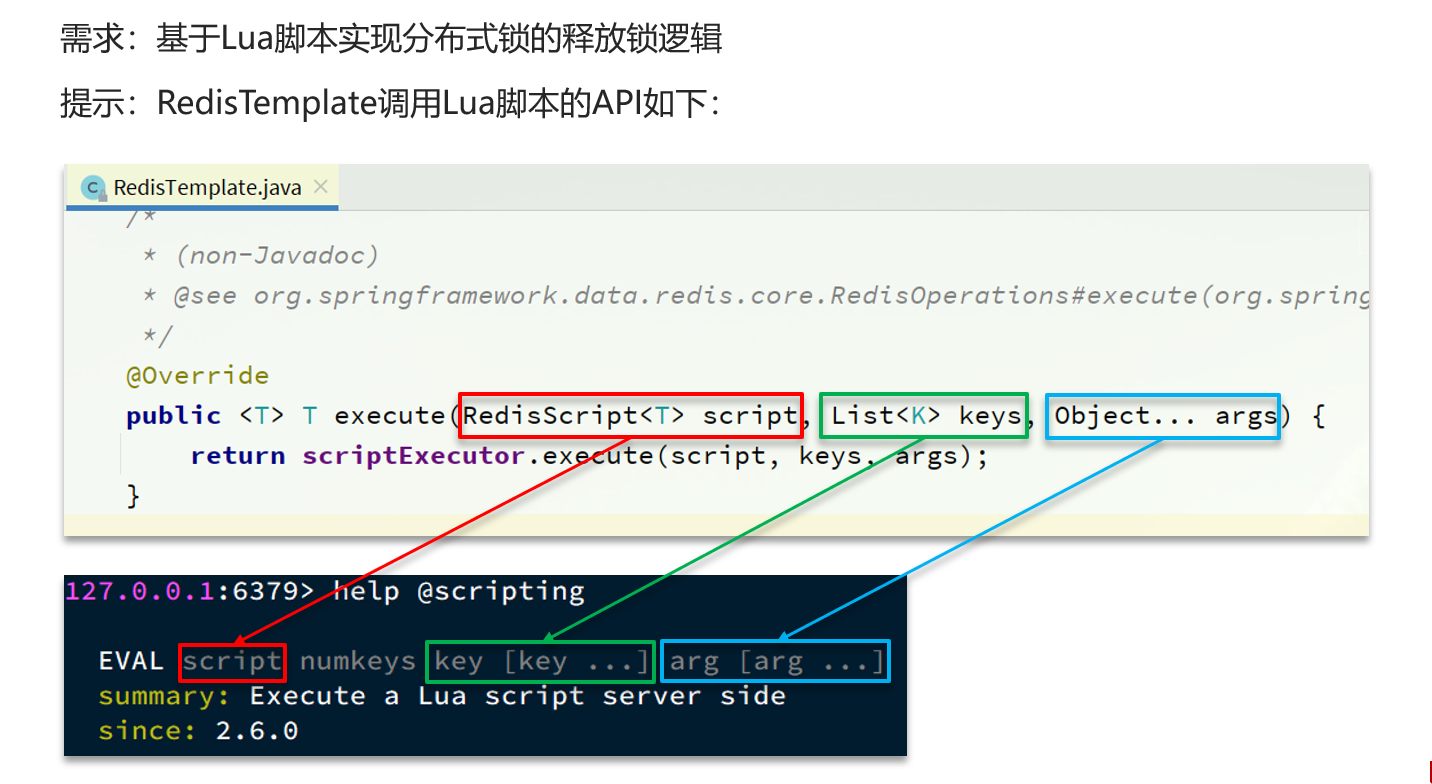 需求：基于Lua脚本实现分布式锁的释放锁逻辑
提示：RedisTemplate调用Lua脚本的API如下：
RedisTemplate.java
/*
* (non-Javadoc)
* @see org.springframework.data.redis.core.RedisOperations#execute(org.spring
*/
@Override
public <T> T execute(RedisScript<T> script, List<K> keys, Object... args) {
return scriptExecutor.execute(script, keys, args);
}
127.0.0.1:6379> help @scripting
EVAL script numkeys key [key ...] arg [arg ...]
summary: Execute a Lua script server side
since: 2.6.0